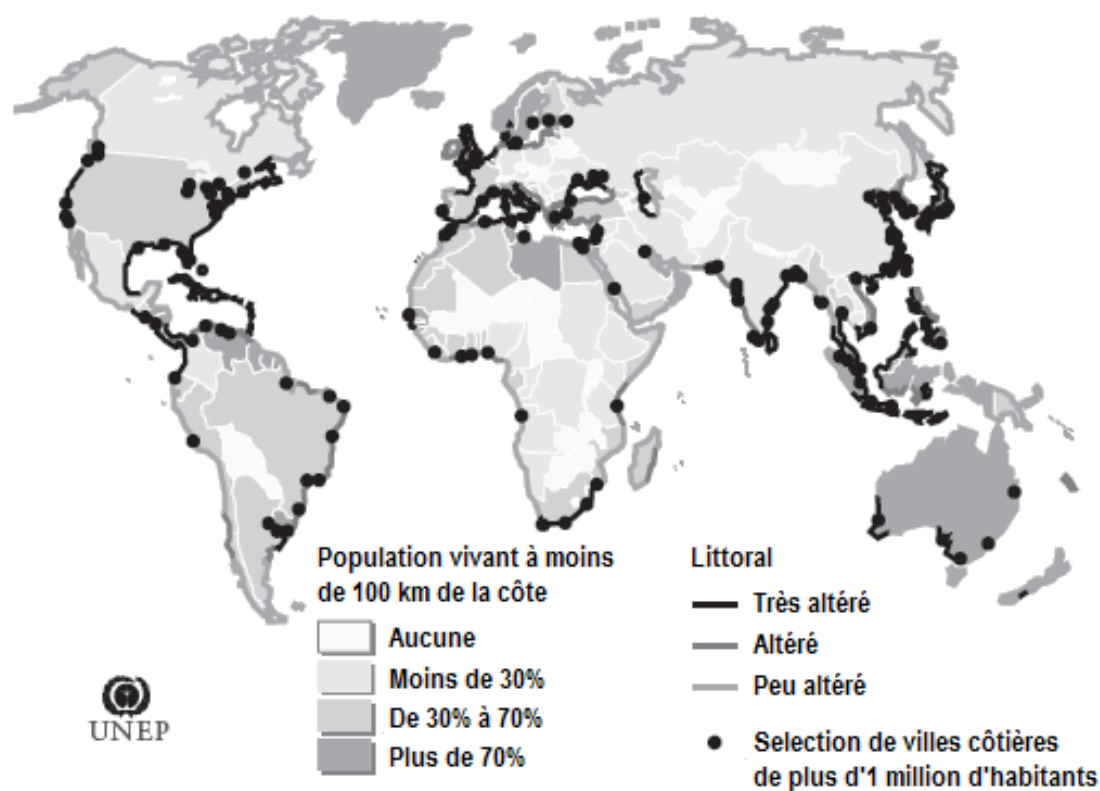 Population vivant à moins
de 100 km de la côte
Aucune
Moins de 30%
De 30% à 70%
Plus de 70%
Littoral
Très altéré
Altéré
Peu altéré
Selection de villes côtières
de plus d'1 million d'habitants
UNEP